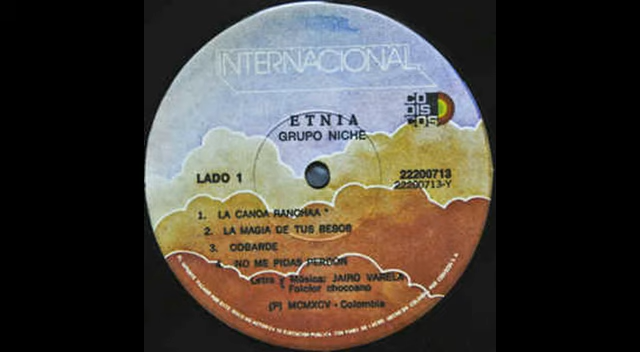 INTERNACIONAL
CO
DIS
COS
ETNIA
GRUPO NICHE
LADO 1
22200713
22200713-Y
1. LA CANOA RANCHAA *
2. LA MAGIA DE TUS BESOS
3. COBARDE
4. NO ME PIDAS PERDON
Letra y Música: JAIRO VARELA
* Folclor chocoano
(P) MCMXCV - Colombia